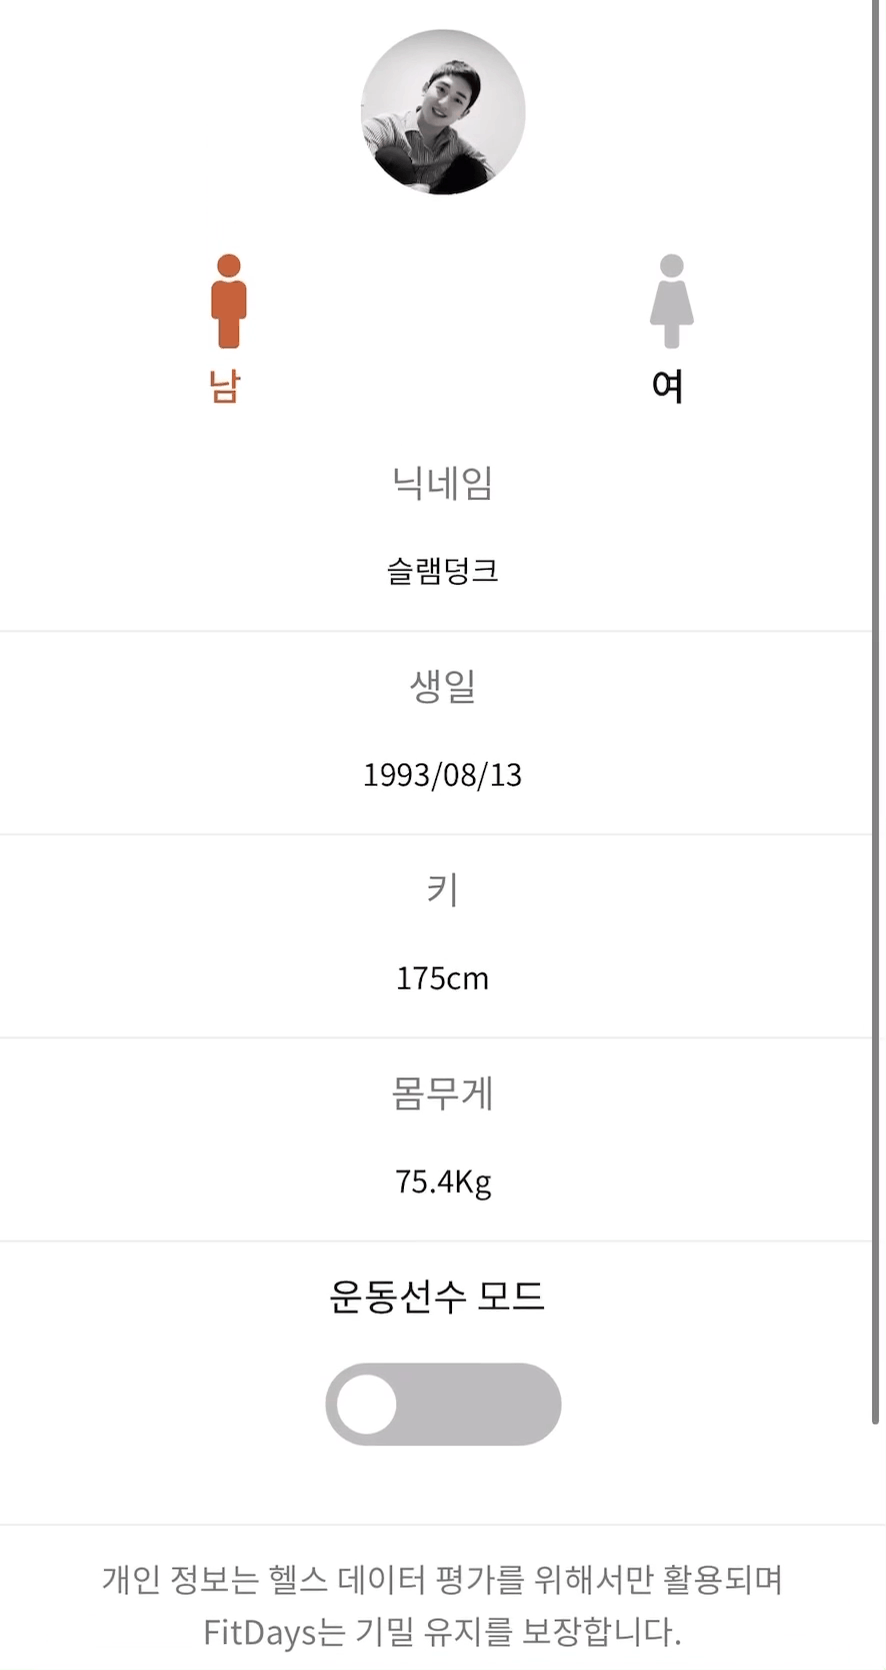 남
여
닉네임
슬램덩크
생일
1993/08/13
키
175cm
몸무게
75.4Kg
운동선수 모드
개인 정보는 헬스 데이터 평가를 위해서만 활용되며
FitDays는 기밀 유지를 보장합니다.